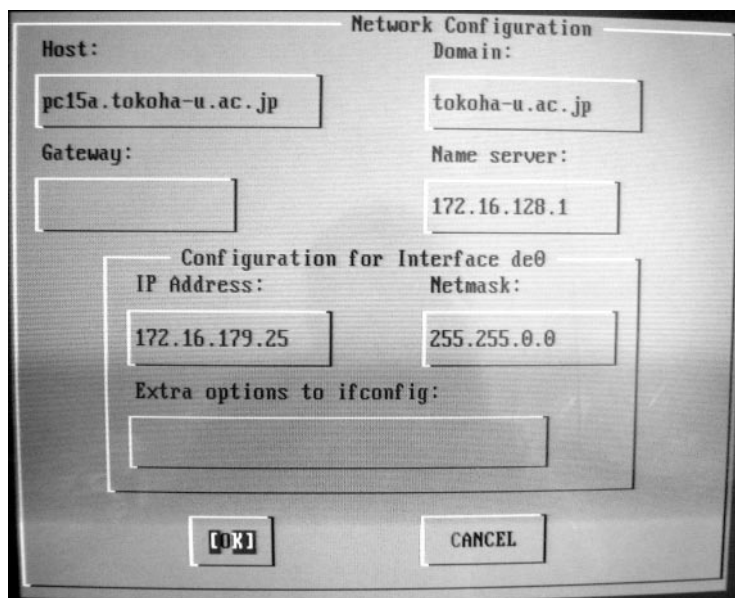 Network Configuration
Host: Domain:
pc15a.tokoha-u.ac.jp tokoha-u.ac.jp
Gateway: Name server:
172.16.128.1
Configuration for Interface de0
IP Address: Netmask:
172.16.179.25 255.255.0.0
Extra options to ifconfig:
[OK] CANCEL